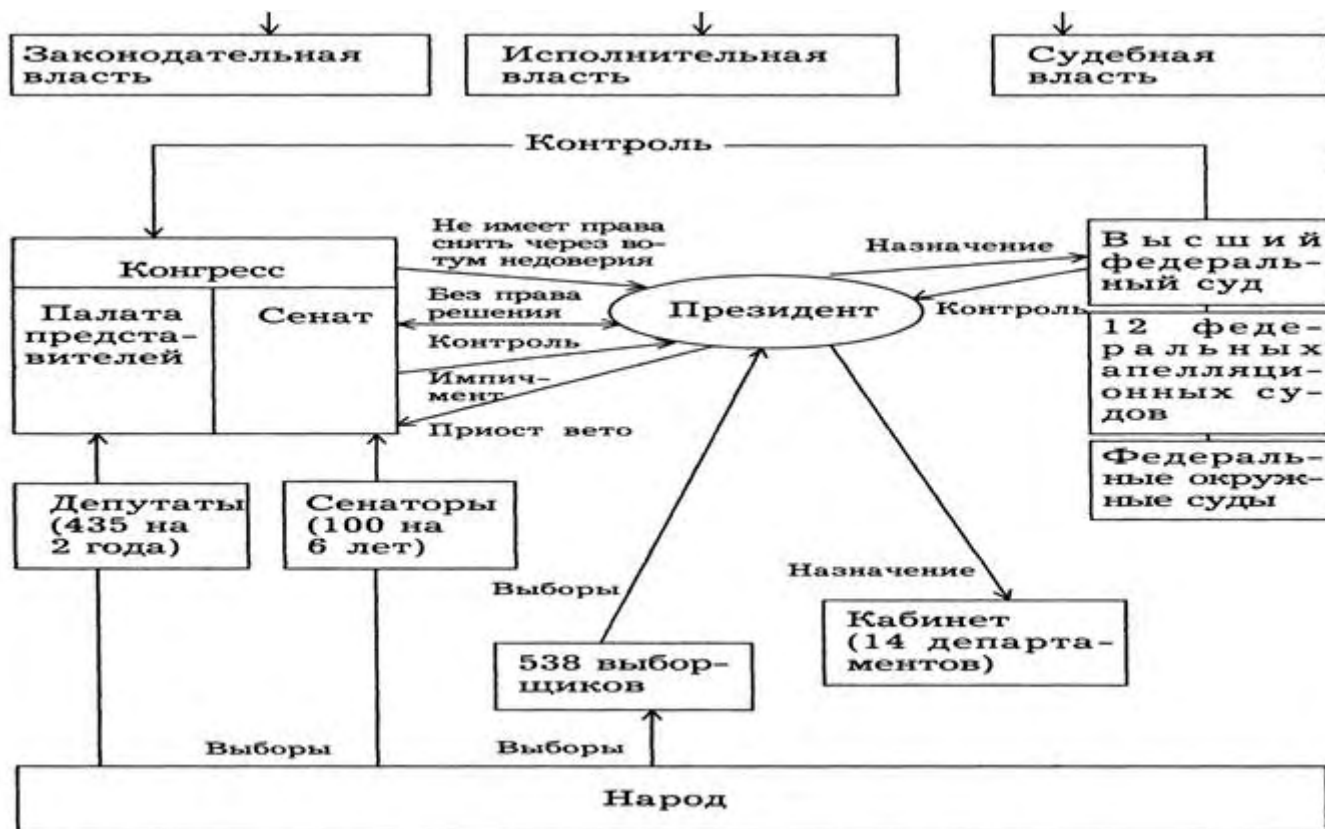 Законодательная
власть
Исполнительная
власть
Судебная
власть
Контроль
Не имеет права
снять через во-
тум недоверия
Назначение
Высший
федераль-
ный суд
Конгресс
Палата
предста-
вителей
Сенат
Без права
решения
Президент
Контроль
Контроль
12 феде-
ральных
апелляци-
онных су-
дов
Импич-
мент
Приост вето
Федераль-
ные окруж-
ные суды
Депутаты
(435 на
2 года)
Сенаторы
(100 на
6 лет)
Выборы
Назначение
Кабинет
(14 департа-
ментов)
538 выбор-
щиков
Выборы
Выборы
Народ